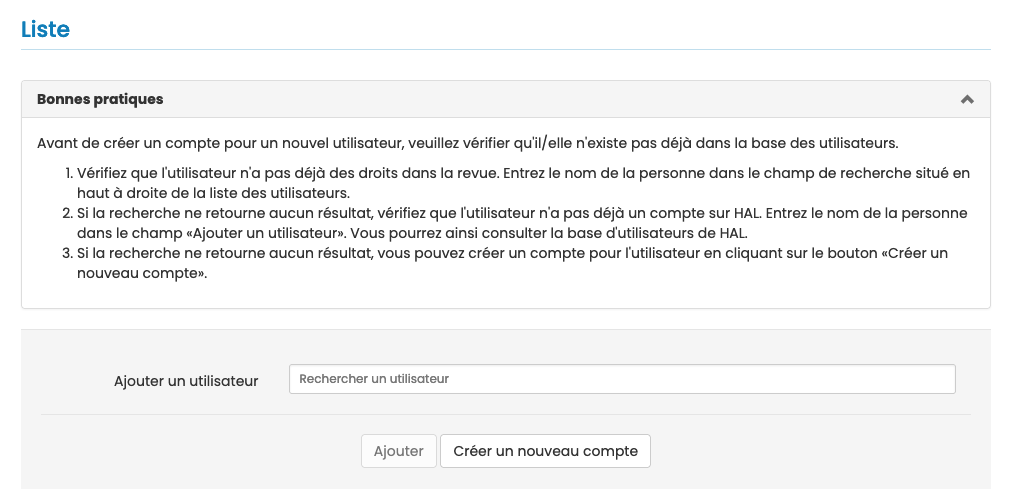 Liste
Bonnes pratiques
Avant de créer un compte pour un nouvel utilisateur, veuillez vérifier qu'il/elle n'existe pas déjà dans la base des utilisateurs.
1. Vérifiez que l'utilisateur n'a pas déjà des droits dans la revue. Entrez le nom de la personne dans le champ de recherche situé en
haut à droite de la liste des utilisateurs.
2. Si la recherche ne retourne aucun résultat, vérifiez que l'utilisateur n'a pas déjà un compte sur HAL. Entrez le nom de la personne
dans le champ «Ajouter un utilisateur». Vous pourrez ainsi consulter la base d'utilisateurs de HAL.
3. Si la recherche ne retourne aucun résultat, vous pouvez créer un compte pour l'utilisateur en cliquant sur le bouton «Créer un
nouveau compte».
Ajouter un utilisateur
Rechercher un utilisateur
Ajouter
Créer un nouveau compte